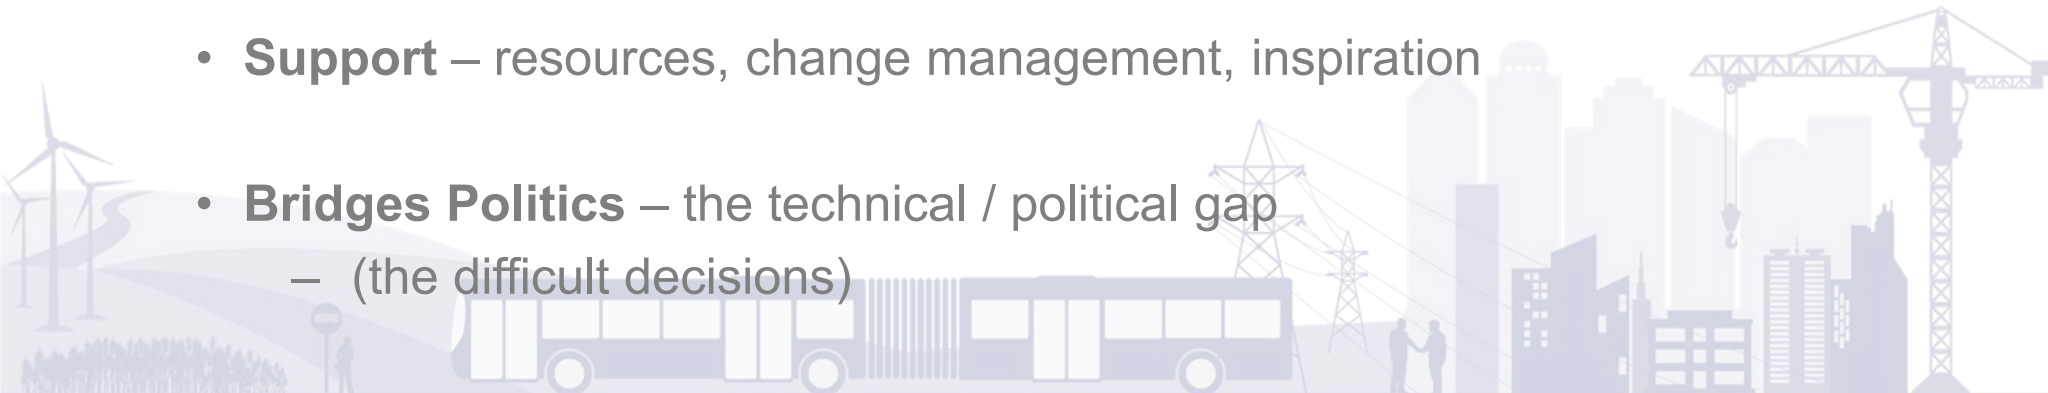 • Support – resources, change management, inspiration
• Bridges Politics – the technical / political gap
– (the difficult decisions)